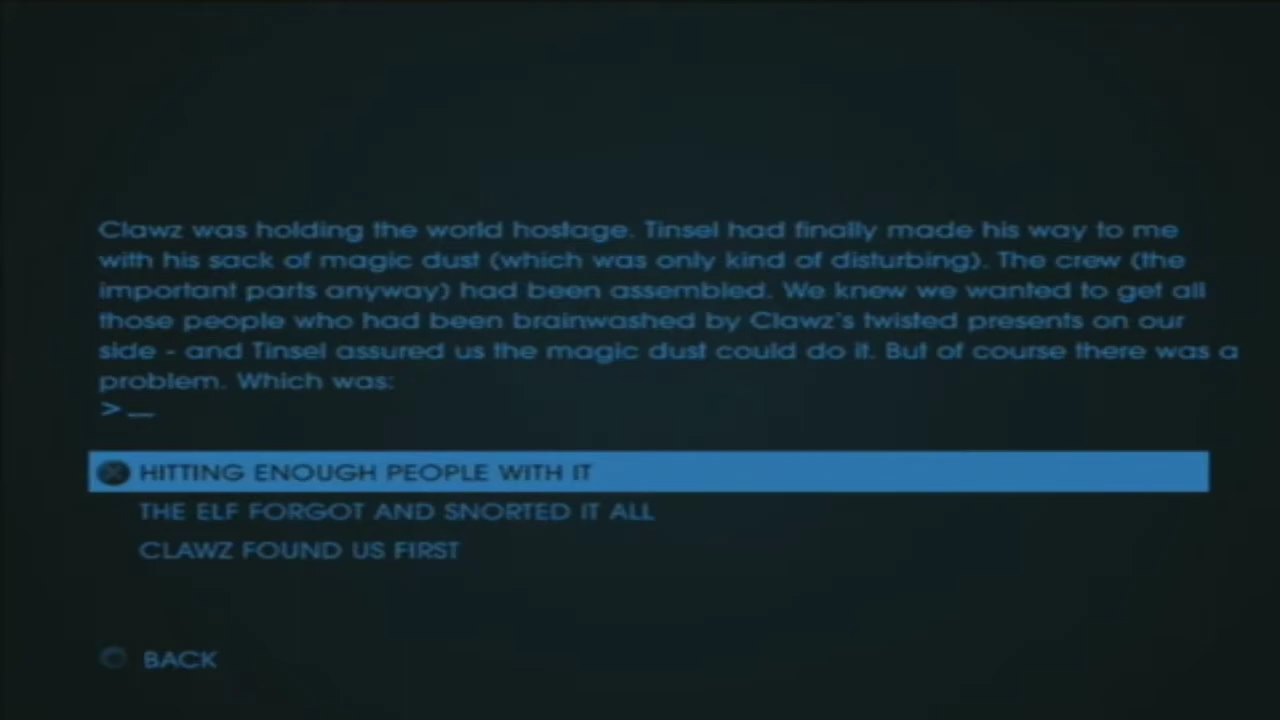 Clawz was holding the world hostage. Tinsel had finally made his way to me
with his sack of magic dust (which was only kind of disturbing). The crew (the
important parts anyway) had been assembled. We knew we wanted to get all
those people who had been brainwashed by Clawz's twisted presents on our
side - and Tinsel assured us the magic dust could do it. But of course there was a
problem. Which was:
>_
HITTING ENOUGH PEOPLE WITH IT
THE ELF FORGOT AND SNORTED IT ALL
CLAWZ FOUND US FIRST
BACK